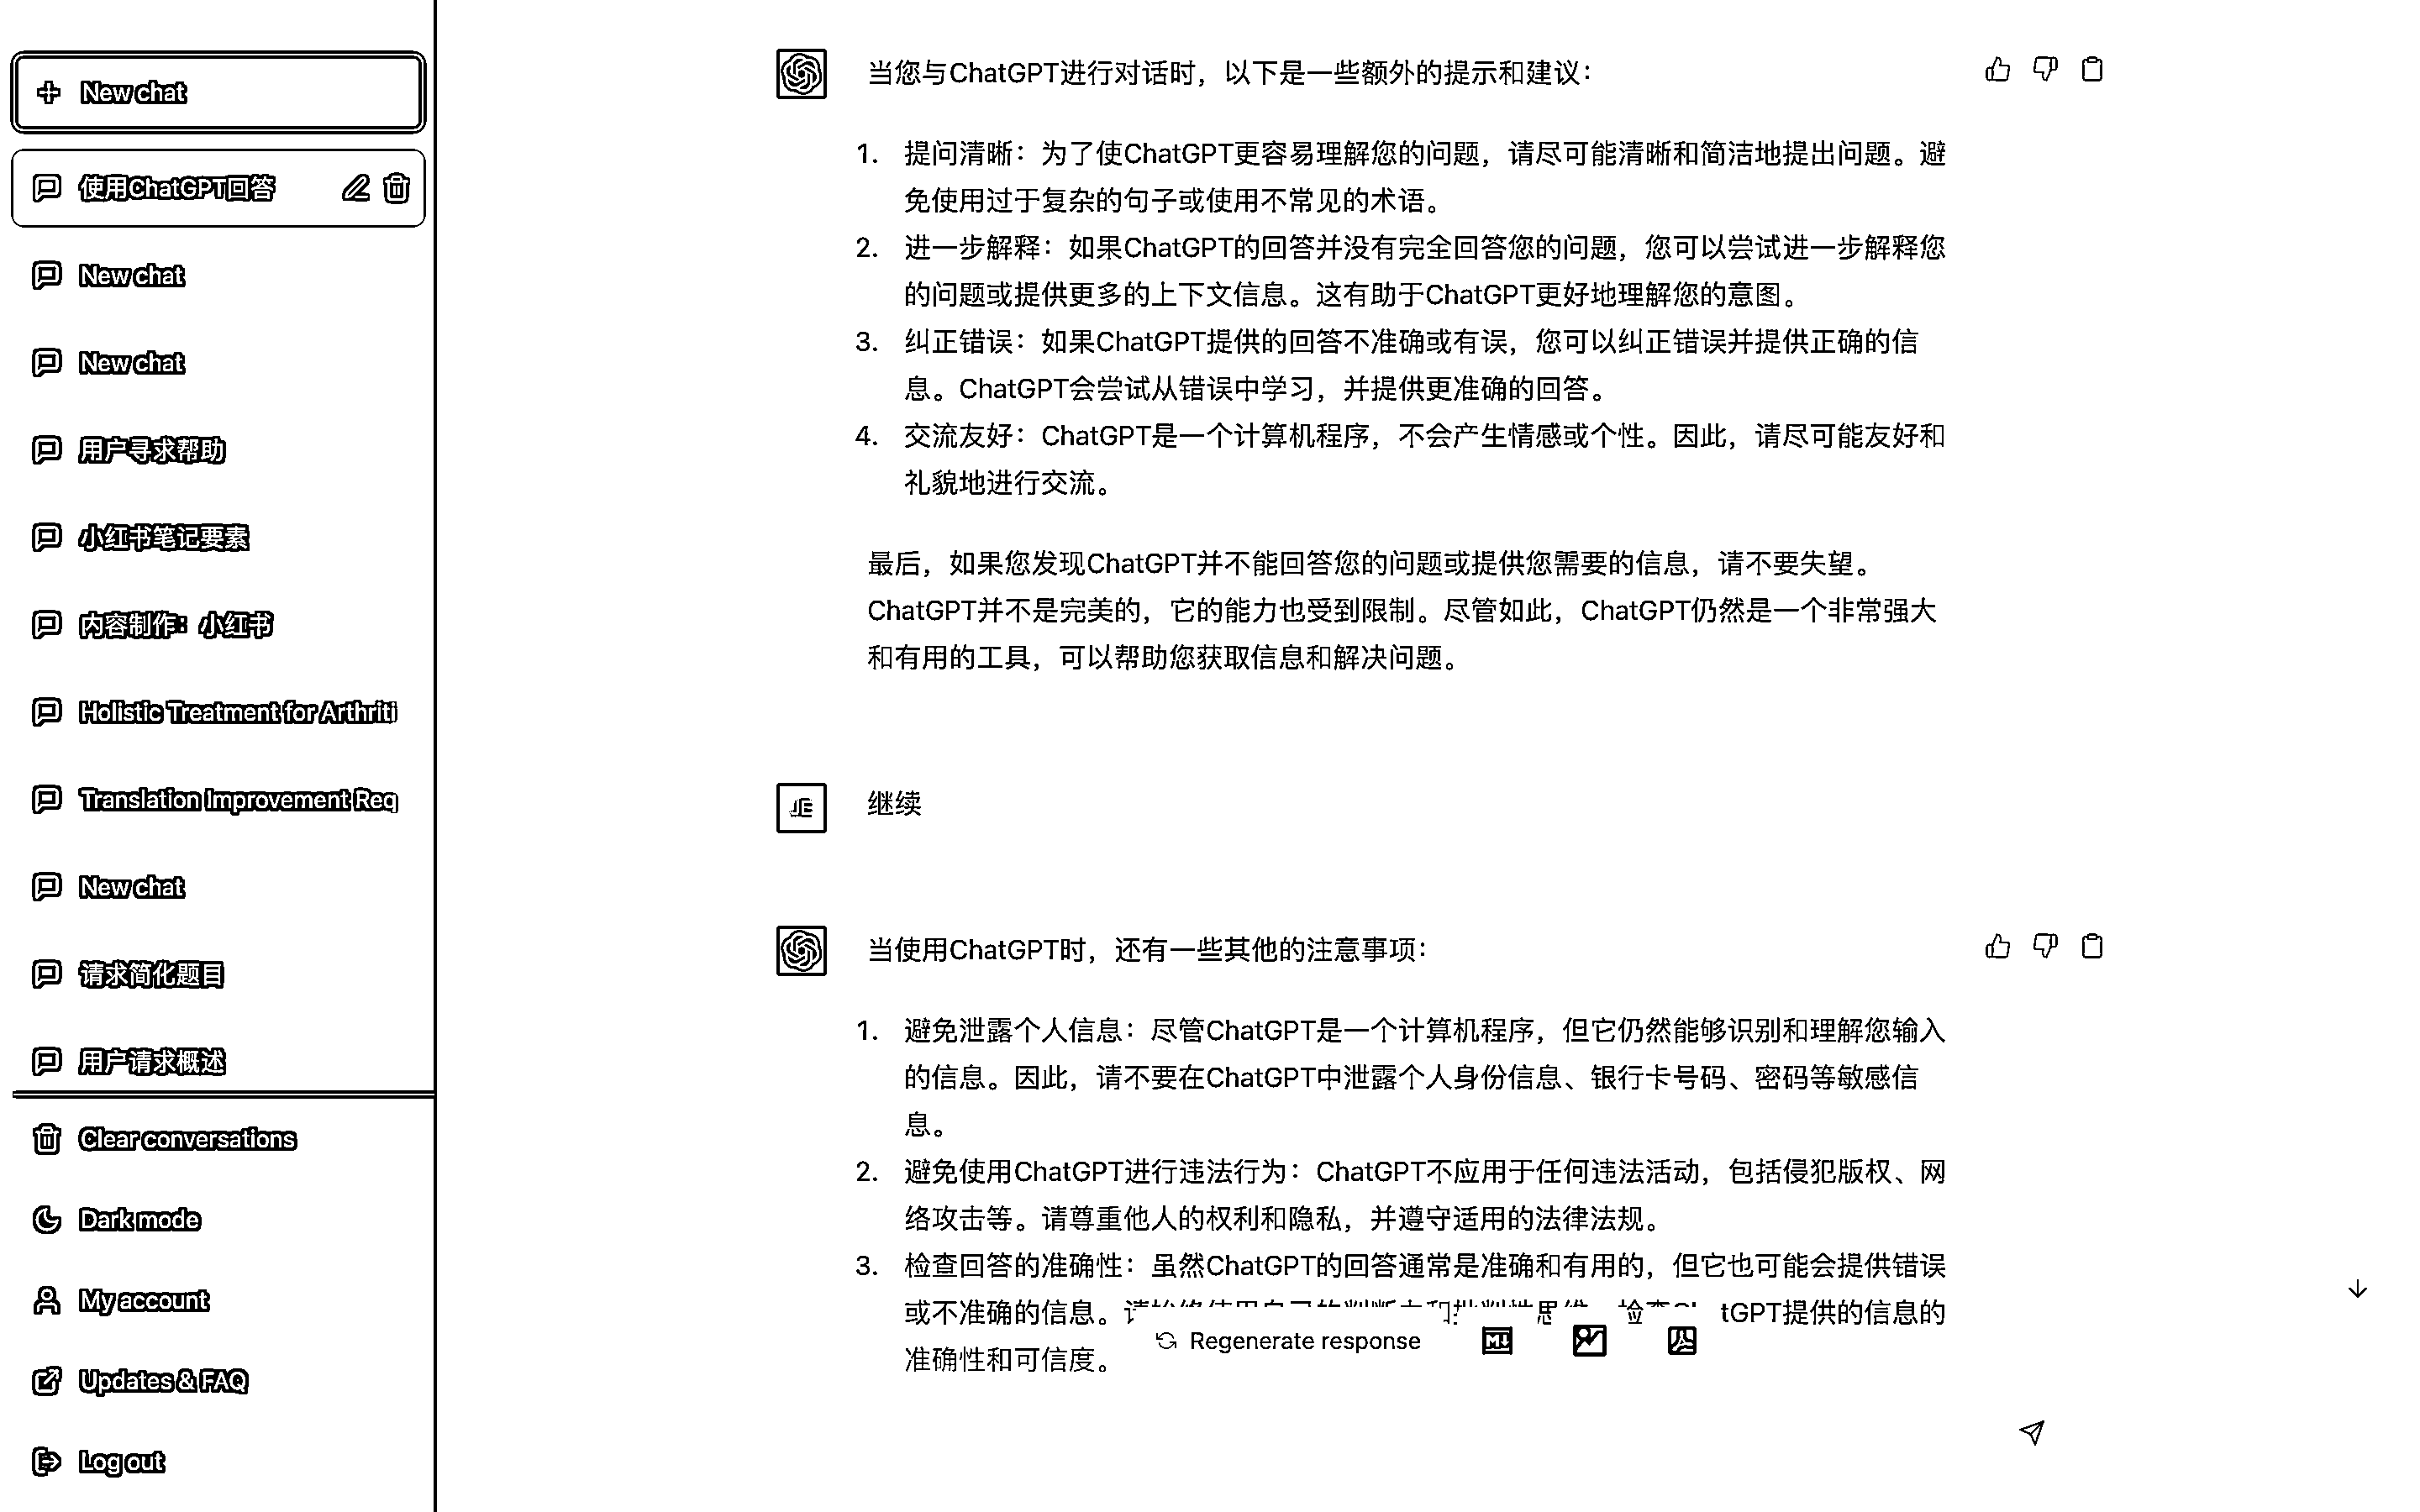 New chat
使用ChatGPT回答
New chat
New chat
用户寻求帮助
小红书笔记要素
内容制作：小红书
Holistic Treatment for Arthriti
Translation Improvement Req
New chat
请求简化题目
用户请求概述
Clear conversations
Dark mode
My account
Updates & FAQ
Log out
当您与ChatGPT进行对话时，以下是一些额外的提示和建议：
1. 提问清晰：为了使ChatGPT更容易理解您的问题，请尽可能清晰和简洁地提出问题。避
免使用过于复杂的句子或使用不常见的术语。
2. 进一步解释：如果ChatGPT的回答并没有完全回答您的问题，您可以尝试进一步解释您
的问题或提供更多的上下文信息。这有助于ChatGPT更好地理解您的意图。
3. 纠正错误：如果ChatGPT提供的回答不准确或有误，您可以纠正错误并提供正确的信
息。ChatGPT会尝试从错误中学习，并提供更准确的回答。
4. 交流友好：ChatGPT是一个计算机程序，不会产生情感或个性。因此，请尽可能友好和
礼貌地进行交流。
最后，如果您发现ChatGPT并不能回答您的问题或提供您需要的信息，请不要失望。
ChatGPT并不是完美的，它的能力也受到限制。尽管如此，ChatGPT仍然是一个非常强大
和有用的工具，可以帮助您获取信息和解决问题。
继续
当使用ChatGPT时，还有一些其他的注意事项：
1. 避免泄露个人信息：尽管ChatGPT是一个计算机程序，但它仍然能够识别和理解您输入
的信息。因此，请不要在ChatGPT中泄露个人身份信息、银行卡号码、密码等敏感信
息。
2. 避免使用ChatGPT进行违法行为：ChatGPT不应用于任何违法活动，包括侵犯版权、网
络攻击等。请尊重他人的权利和隐私，并遵守适用的法律法规。
3. 检查回答的准确性：虽然ChatGPT的回答通常是准确和有用的，但它也可能会提供错误
或不准确的信息。 tGPT提供的信息的
准确性和可信度。
Regenerate response